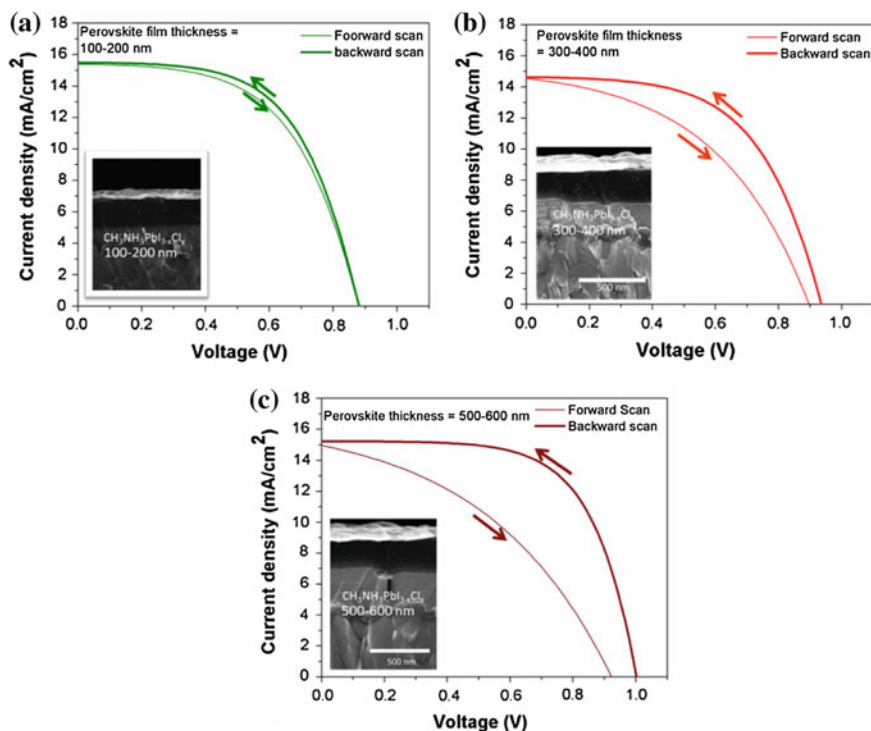 (a)
Perovskite film thickness =
100-200 nm
Foorward scan
backward scan
Current density (mA/cm²)
18
16
14
12
10
8
6
4
2
0
CH₃NH₃PbI₃₋ₓClₓ
100-200 nm
0.0 0.2 0.4 0.6 0.8 1.0
Voltage (V)
(b)
Perovskite film thickness
= 300-400 nm
Forward scan
Backward scan
Current density (mA/cm²)
18
16
14
12
10
8
6
4
2
0
CH₃NH₃PbI₃₋ₓClₓ
300-400 nm
500 nm
0.0 0.2 0.4 0.6 0.8 1.0
Voltage (V)
(c)
Perovskite thickness = 500-600 nm
Forward Scan
Backward scan
Current density (mA/cm²)
18
16
14
12
10
8
6
4
2
0
500-600 nm
500 nm
0.0 0.2 0.4 0.6 0.8 1.0
Voltage (V)